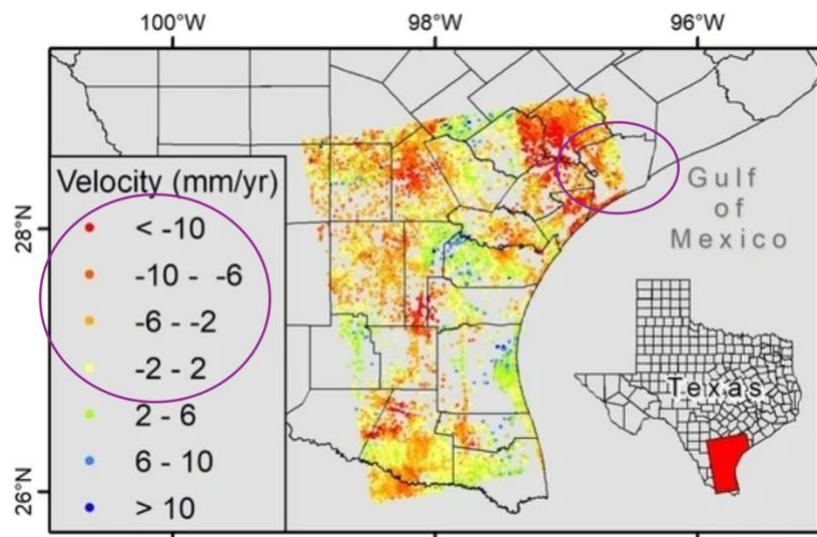 100°W 98°W 96°W
28°N
26°N
Velocity (mm/yr)
< -10
-10 - -6
-6 - -2
-2 - 2
2 - 6
6 - 10
> 10
Gulf
of
Mexico
Texas